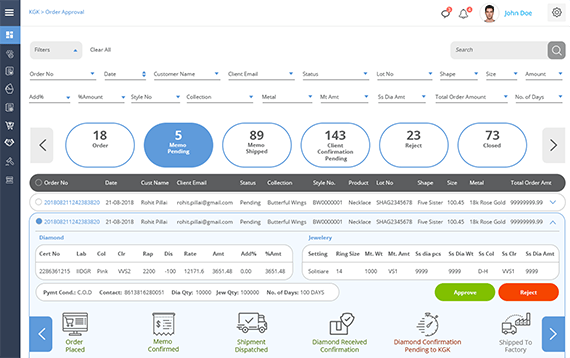 KGK > Order Approval
John Doe
Filters
Clear All
Search
Order No Date Customer Name Client Email Status Lot No Shape Size Amount
Add% %Amount Style No Collection Metal Mt Amt Ss Dia Amt Total Order Amount No. of Days
18 Order
5 Memo Pending
89 Memo Shipped
143 Client Confirmation Pending
23 Reject
73 Closed
Order No Date Cust Name Client Email Status Collection Style No. Product Lot No Shape Size Metal Total Order Amt
201808211242383820 21-08-2018 Rohit Pillai rohit.pillai@gmail.com Pending Butterful Wings BW0000001 Necklace SHAG2345678 Five Sister 100.45 18k Rose Gold 99999999.99
201808211242383820 21-08-2018 Rohit Pillai rohit.pillai@gmail.com Pending Butterful Wings BW0000001 Necklace SHAG2345678 Five Sister 100.45 18k Rose Gold 99999999.99
Diamond
Cert No Lab Col Clr Rap Dis Rate Amt Add% %Amt
2286361215 IIDGR Pink VVS2 2200 -100 12171.6 3651.48 0.00 3651.48
Jewelery
Setting Ring Size Mt. Wt Mt. Amt Ss dia pcs Ss Dia Wt Ss Col Ss Clr Ss Dia Amt
Solitaire 14 1000 VS1 9999 9999 D-H VVS1 9999
Pymt Cond.: C.O.D Contact: 8613816280051 Dia Qty: 10000 Jew Qty: 100000 No. of Days: 100 DAYS
Approve
Reject
Order Placed
Memo Confirmed
Shipment Dispatched
Diamond Received Confirmation
Diamond Confirmation Pending to KGK
Shipped To Factory